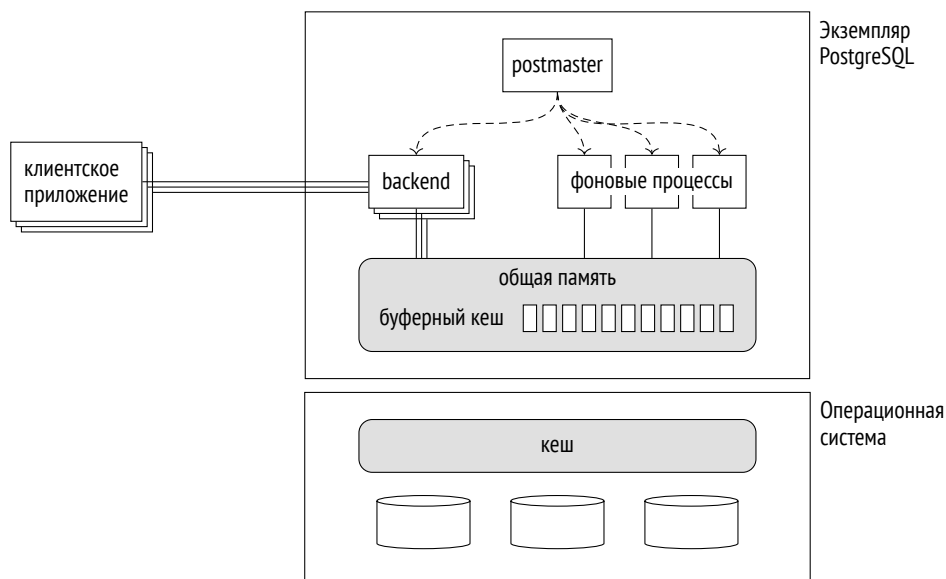 Экземпляр
PostgreSQL
postmaster
клиентское
приложение
backend
фоновые процессы
общая память
буферный кеш
Операционная
система
кеш